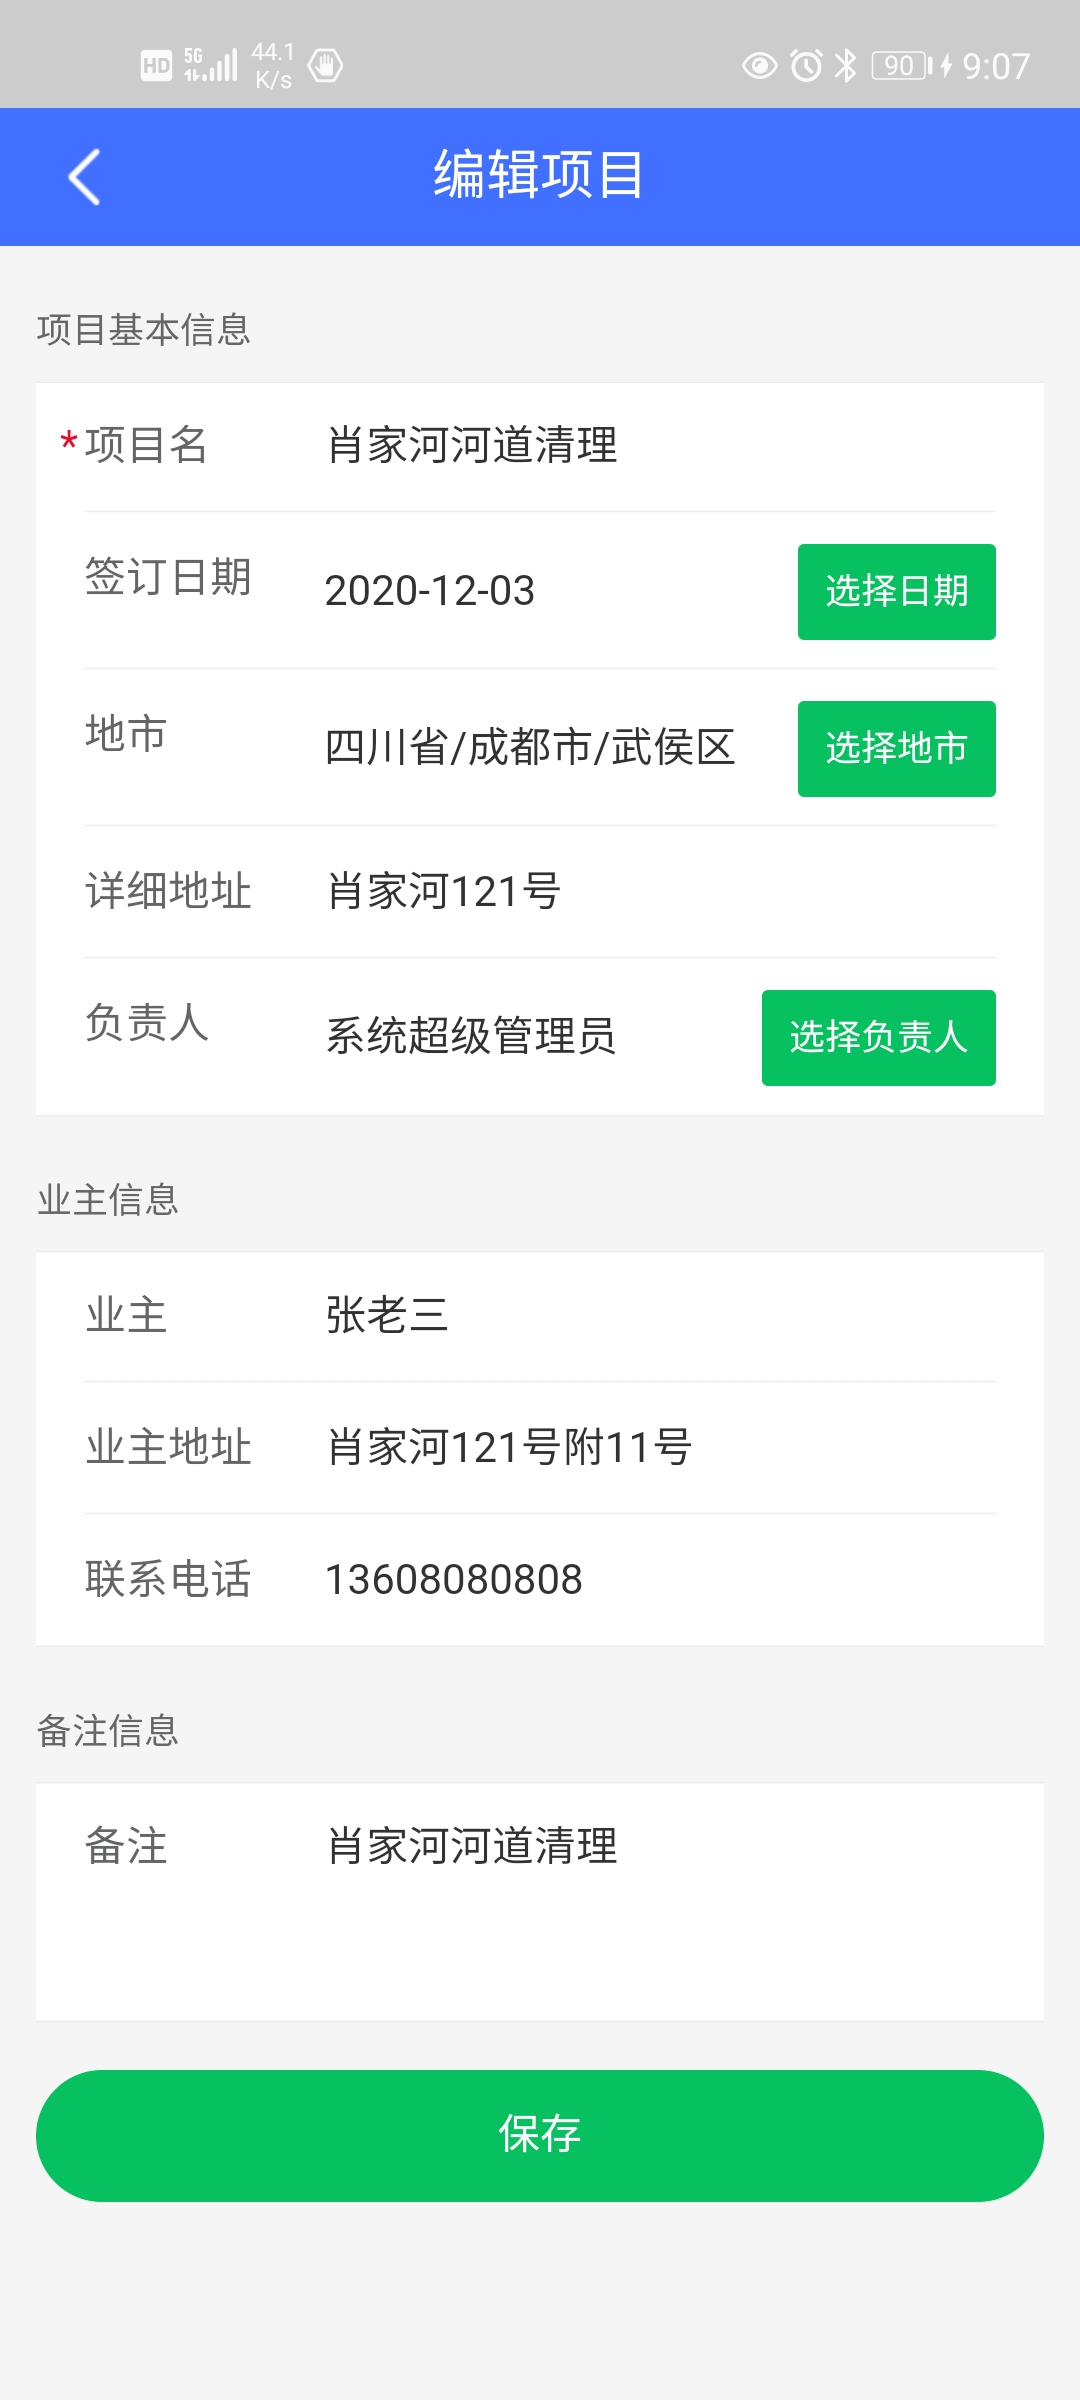 HD 5G 44.1 K/s 90 9:07
编辑项目
项目基本信息
*项目名 肖家河河道清理
签订日期 2020-12-03 选择日期
地市 四川省/成都市/武侯区 选择地市
详细地址 肖家河121号
负责人 系统超级管理员 选择负责人
业主信息
业主 张老三
业主地址 肖家河121号附11号
联系电话 13608080808
备注信息
备注 肖家河河道清理
保存